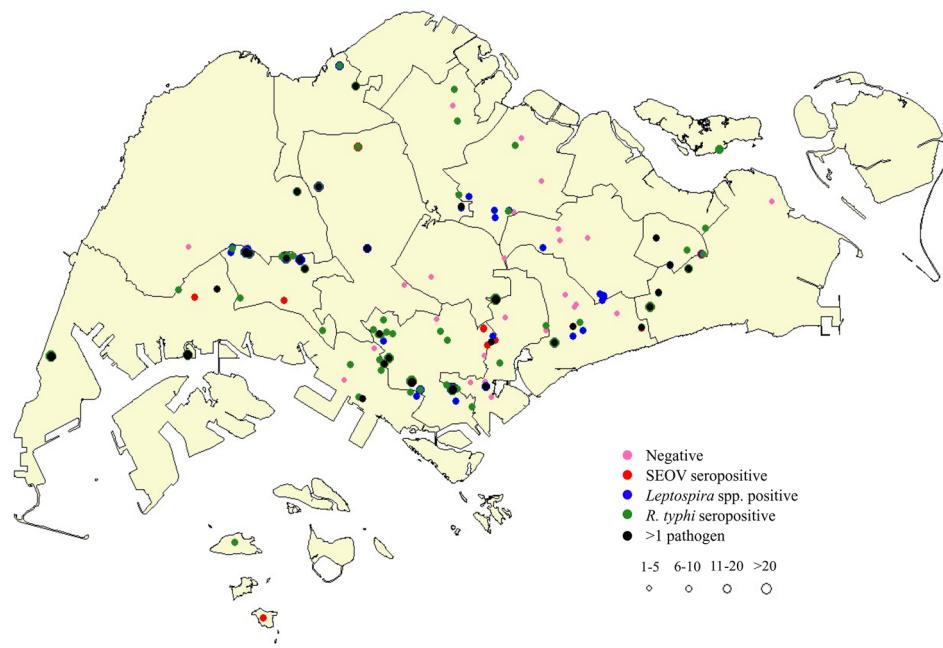 Negative
SEOV seropositive
Leptospira spp. positive
R. typhi seropositive
>1 pathogen
1-5 6-10 11-20 >20